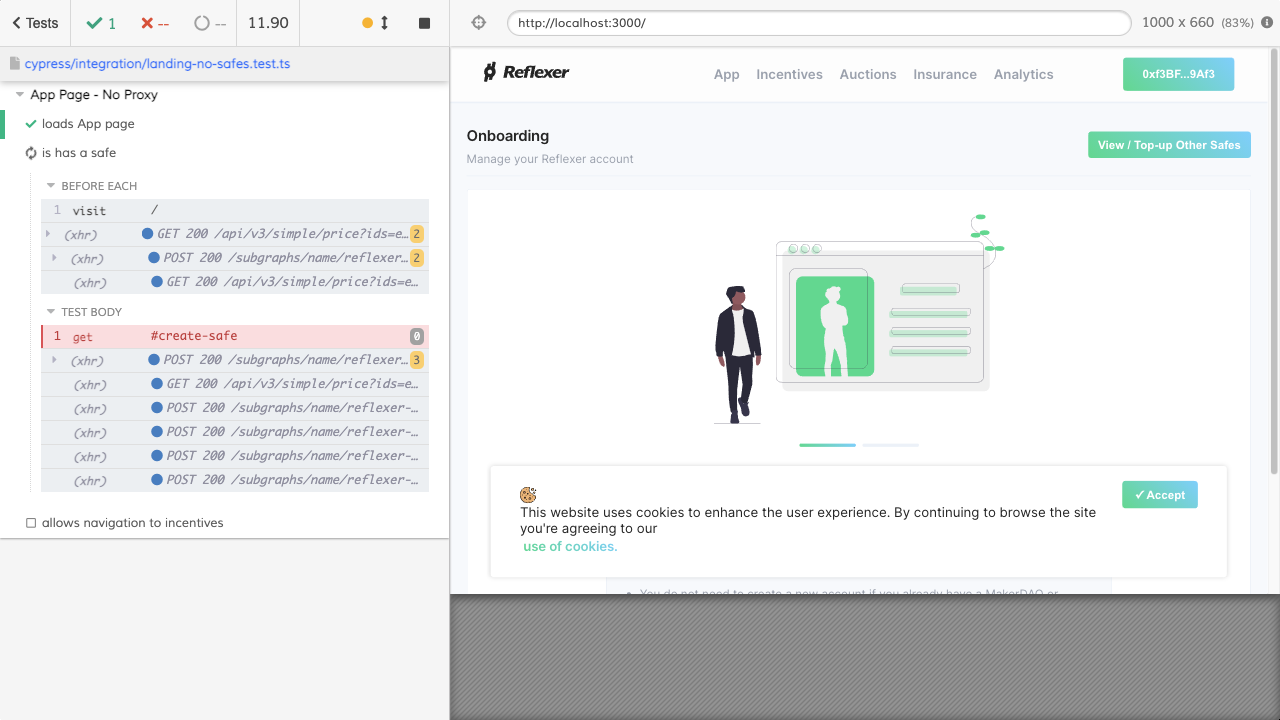 Tests
1
--
--
11.90
http://localhost:3000/
1000 x 660 (83%)
cypress/integration/landing-no-safes.test.ts
App Page - No Proxy
loads App page
is has a safe
BEFORE EACH
1 visit /
(xhr) GET 200 /api/v3/simple/price?ids=e... 2
(xhr) POST 200 /subgraphs/name/reflexer... 2
(xhr) GET 200 /api/v3/simple/price?ids=e...
TEST BODY
1 get #create-safe 0
(xhr) POST 200 /subgraphs/name/reflexer... 3
(xhr) GET 200 /api/v3/simple/price?ids=e...
(xhr) POST 200 /subgraphs/name/reflexer-...
(xhr) POST 200 /subgraphs/name/reflexer-...
(xhr) POST 200 /subgraphs/name/reflexer-...
(xhr) POST 200 /subgraphs/name/reflexer-...
allows navigation to incentives
Reflexer
App Incentives Auctions Insurance Analytics
0xf3BF...9Af3
Onboarding
Manage your Reflexer account
View / Top-up Other Safes
This website uses cookies to enhance the user experience. By continuing to browse the site
you're agreeing to our
use of cookies.
✓ Accept
You do not need to create a new account if you already have a MakerDAO or